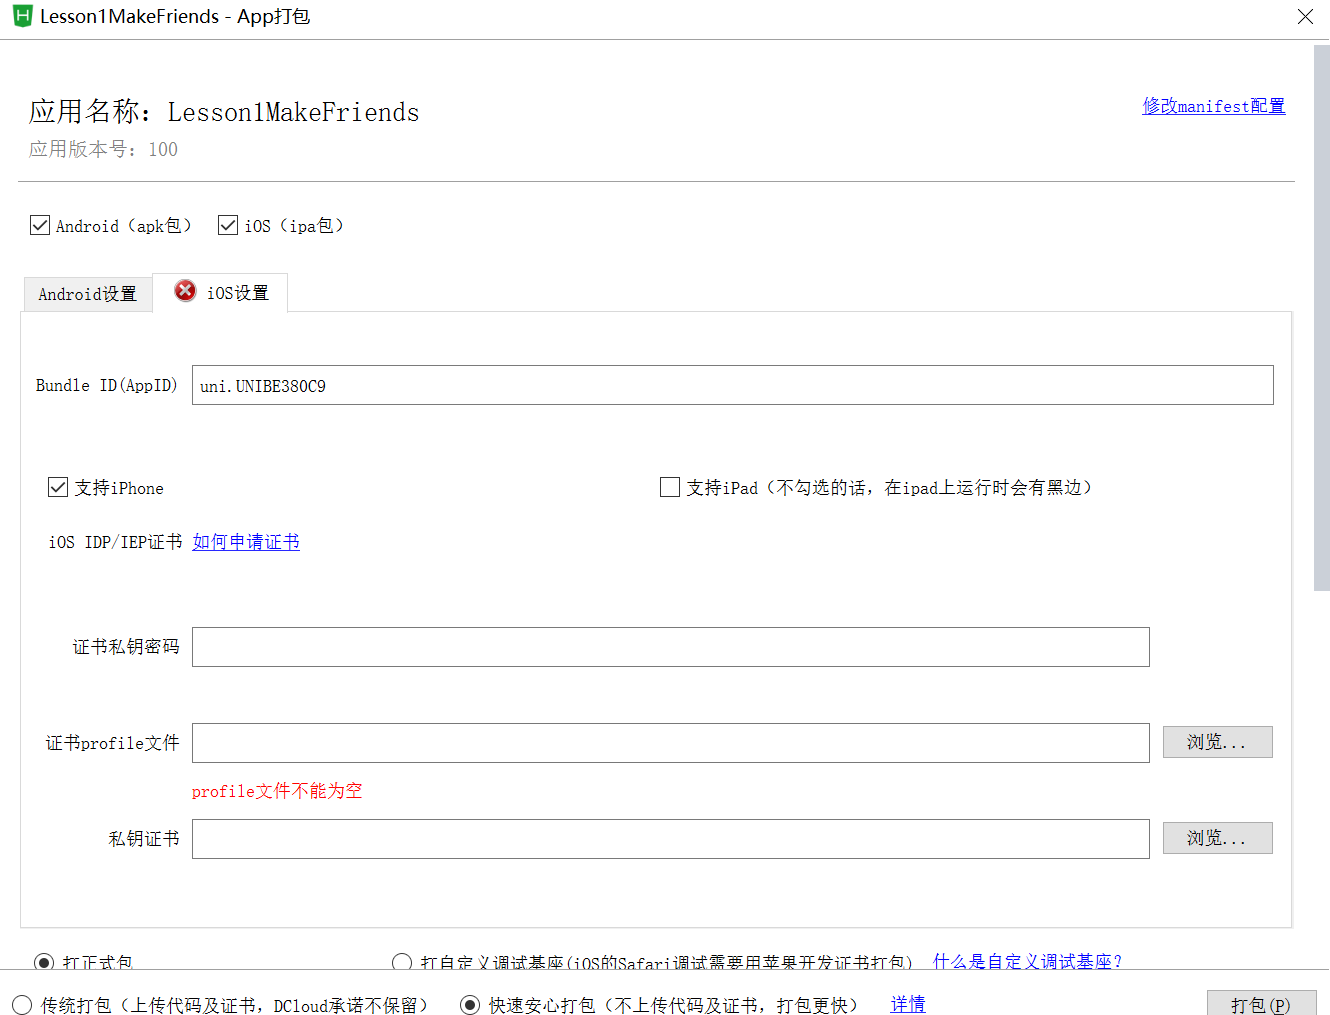 Lesson1MakeFriends - App打包
应用名称：Lesson1MakeFriends
修改manifest配置
应用版本号：100
Android（apk包）
iOS（ipa包）
Android设置
iOS设置
Bundle ID(AppID)
uni.UNIBE380C9
支持iPhone
支持iPad（不勾选的话，在ipad上运行时会有黑边）
iOS IDP/IEP证书 如何申请证书
证书私钥密码
证书profile文件
浏览...
profile文件不能为空
私钥证书
浏览...
打正式包
打自定义调试基座(iOS的Safari调试需要用苹果开发证书打包)
什么是自定义调试基座?
传统打包（上传代码及证书，DCloud承诺不保留）
快速安心打包（不上传代码及证书，打包更快）
详情
打包(P)